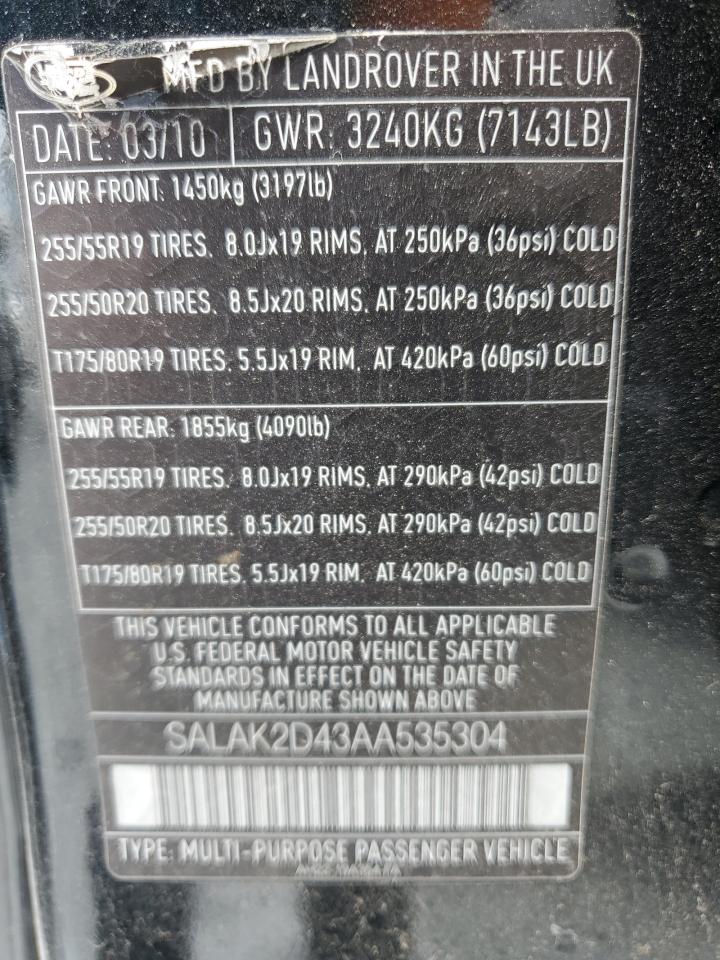 MFD BY LANDROVER IN THE UK
DATE: 03/10 GWR: 3240KG (7143LB)
GAWR FRONT: 1450kg (3197lb)
255/55R19 TIRES. 8.0Jx19 RIMS, AT 250kPa (36psi) COLD
255/50R20 TIRES. 8.5Jx20 RIMS, AT 250kPa (36psi) COLD
T175/80R19 TIRES. 5.5Jx19 RIM, AT 420kPa (60psi) COLD
GAWR REAR: 1855kg (4090lb)
255/55R19 TIRES. 8.0Jx19 RIMS, AT 290kPa (42psi) COLD
255/50R20 TIRES. 8.5Jx20 RIMS, AT 290kPa (42psi) COLD
T175/80R19 TIRES. 5.5Jx19 RIM, AT 420kPa (60psi) COLD
THIS VEHICLE CONFORMS TO ALL APPLICABLE
U.S. FEDERAL MOTOR VEHICLE SAFETY
STANDARDS IN EFFECT ON THE DATE OF
MANUFACTURE SHOWN ABOVE
SALAK2D43AA535304
TYPE: MULTI-PURPOSE PASSENGER VEHICLE